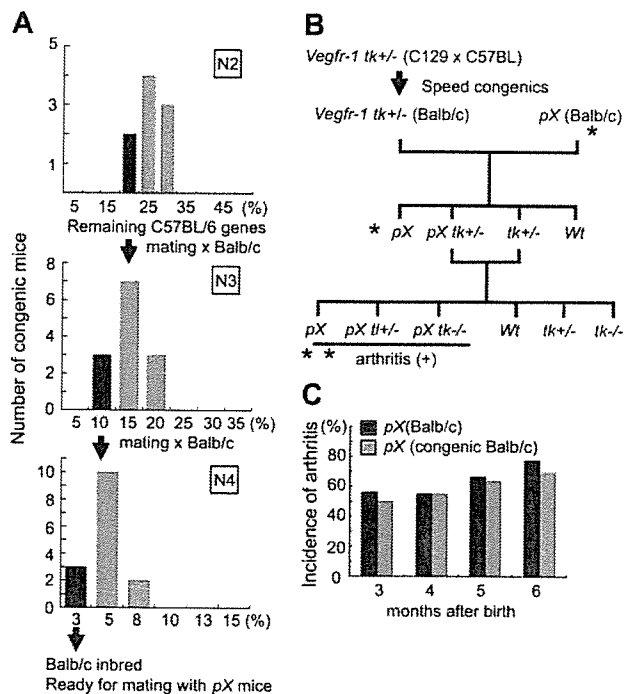 A
N2
5
3
1
5 15 25 35 45 (%)
Remaining C57BL/6 genes
mating x Balb/c
N3
8
6
4
2
0
5 10 15 20 25 30 35 (%)
mating x Balb/c
N4
10
8
6
4
2
0
3 5 8 10 13 15 (%)
Balb/c inbred
Ready for mating with pX mice
Number of congenic mice
B
Vegfr-1 tk+/- (C129 x C57BL)
Speed congenics
Vegfr-1 tk+/- (Balb/c) pX (Balb/c)
*
* pX pX tk+/- tk+/- Wt
pX pX tl+/- pX tk-/- Wt tk+/- tk-/-
* * arthritis (+)
C
(%)
pX(Balb/c)
pX (congenic Balb/c)
80
60
40
20
0
Incidence of arthritis
3 4 5 6
months after birth